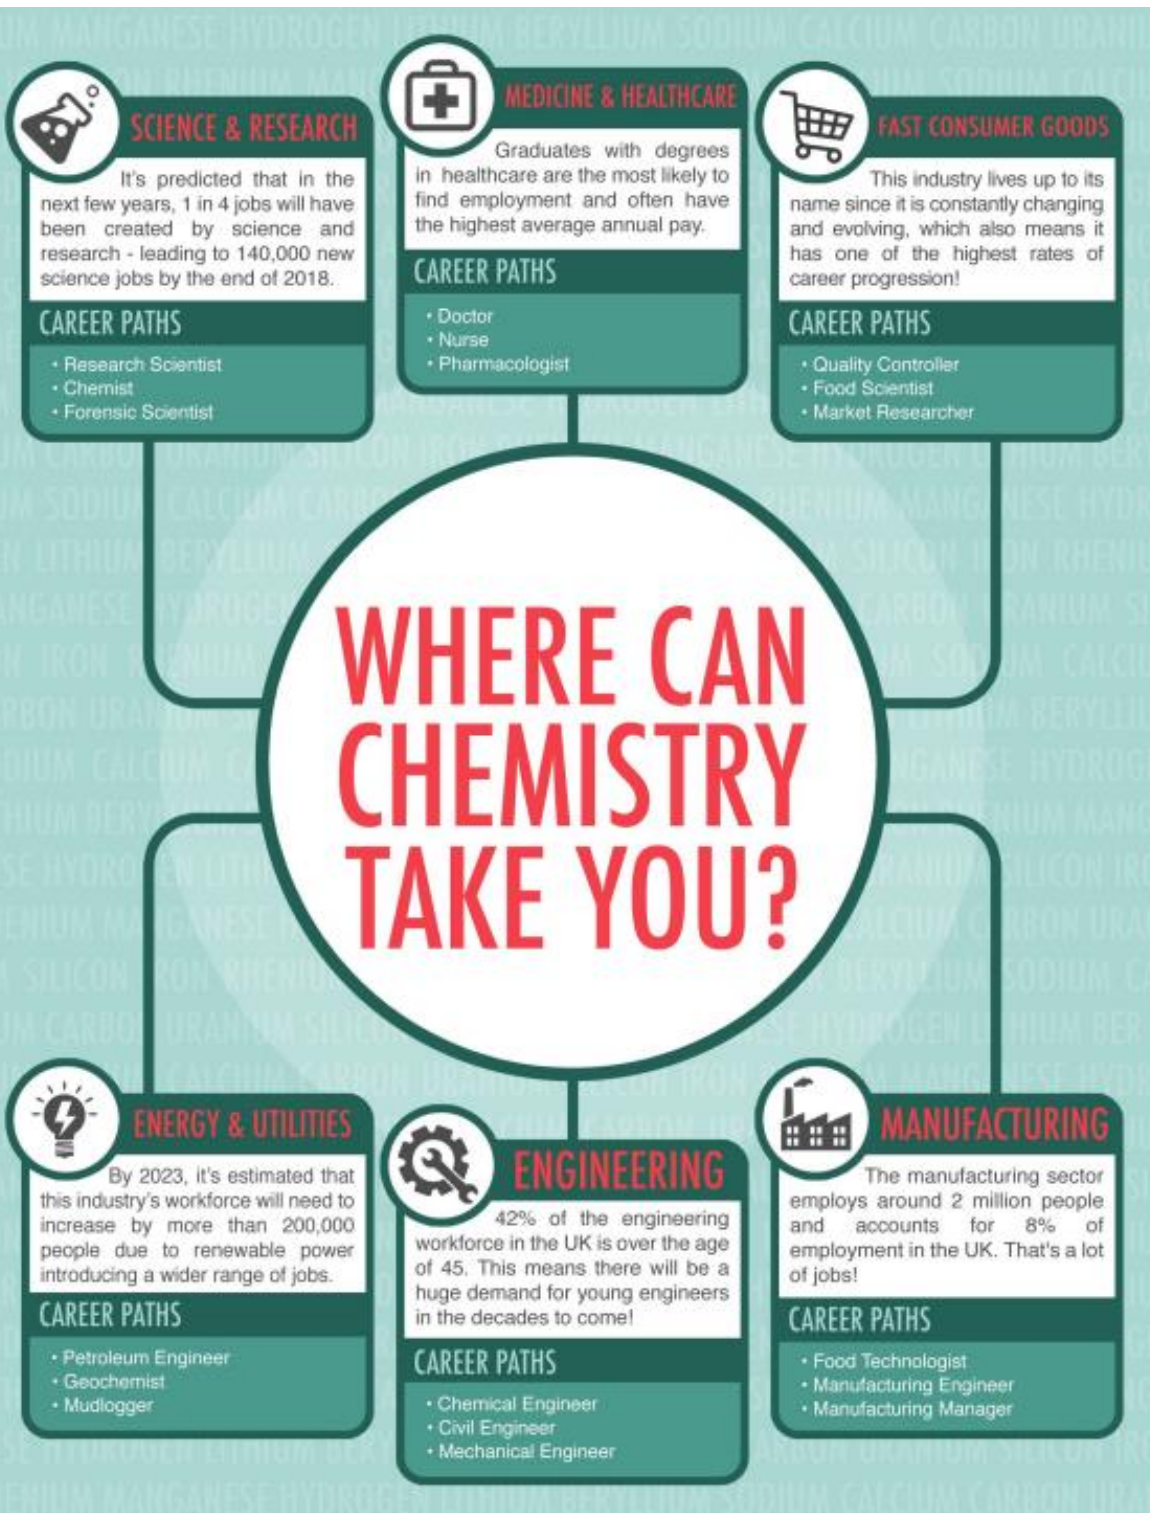 SCIENCE & RESEARCH
It's predicted that in the
next few years, 1 in 4 jobs will have
been created by science and
research - leading to 140,000 new
science jobs by the end of 2018.
CAREER PATHS
• Research Scientist
• Chemist
• Forensic Scientist
MEDICINE & HEALTHCARE
Graduates with degrees
in healthcare are the most likely to
find employment and often have
the highest average annual pay.
CAREER PATHS
• Doctor
• Nurse
• Pharmacologist
FAST CONSUMER GOODS
This industry lives up to its
name since it is constantly changing
and evolving, which also means it
has one of the highest rates of
career progression!
CAREER PATHS
• Quality Controller
• Food Scientist
• Market Researcher
WHERE CAN
CHEMISTRY
TAKE YOU?
ENERGY & UTILITIES
By 2023, it's estimated that
this industry's workforce will need to
increase by more than 200,000
people due to renewable power
introducing a wider range of jobs.
CAREER PATHS
• Petroleum Engineer
• Geochemist
• Mudlogger
ENGINEERING
42% of the engineering
workforce in the UK is over the age
of 45. This means there will be a
huge demand for young engineers
in the decades to come!
CAREER PATHS
• Chemical Engineer
• Civil Engineer
• Mechanical Engineer
MANUFACTURING
The manufacturing sector
employs around 2 million people
and accounts for 8% of
employment in the UK. That's a lot
of jobs!
CAREER PATHS
• Food Technologist
• Manufacturing Engineer
• Manufacturing Manager